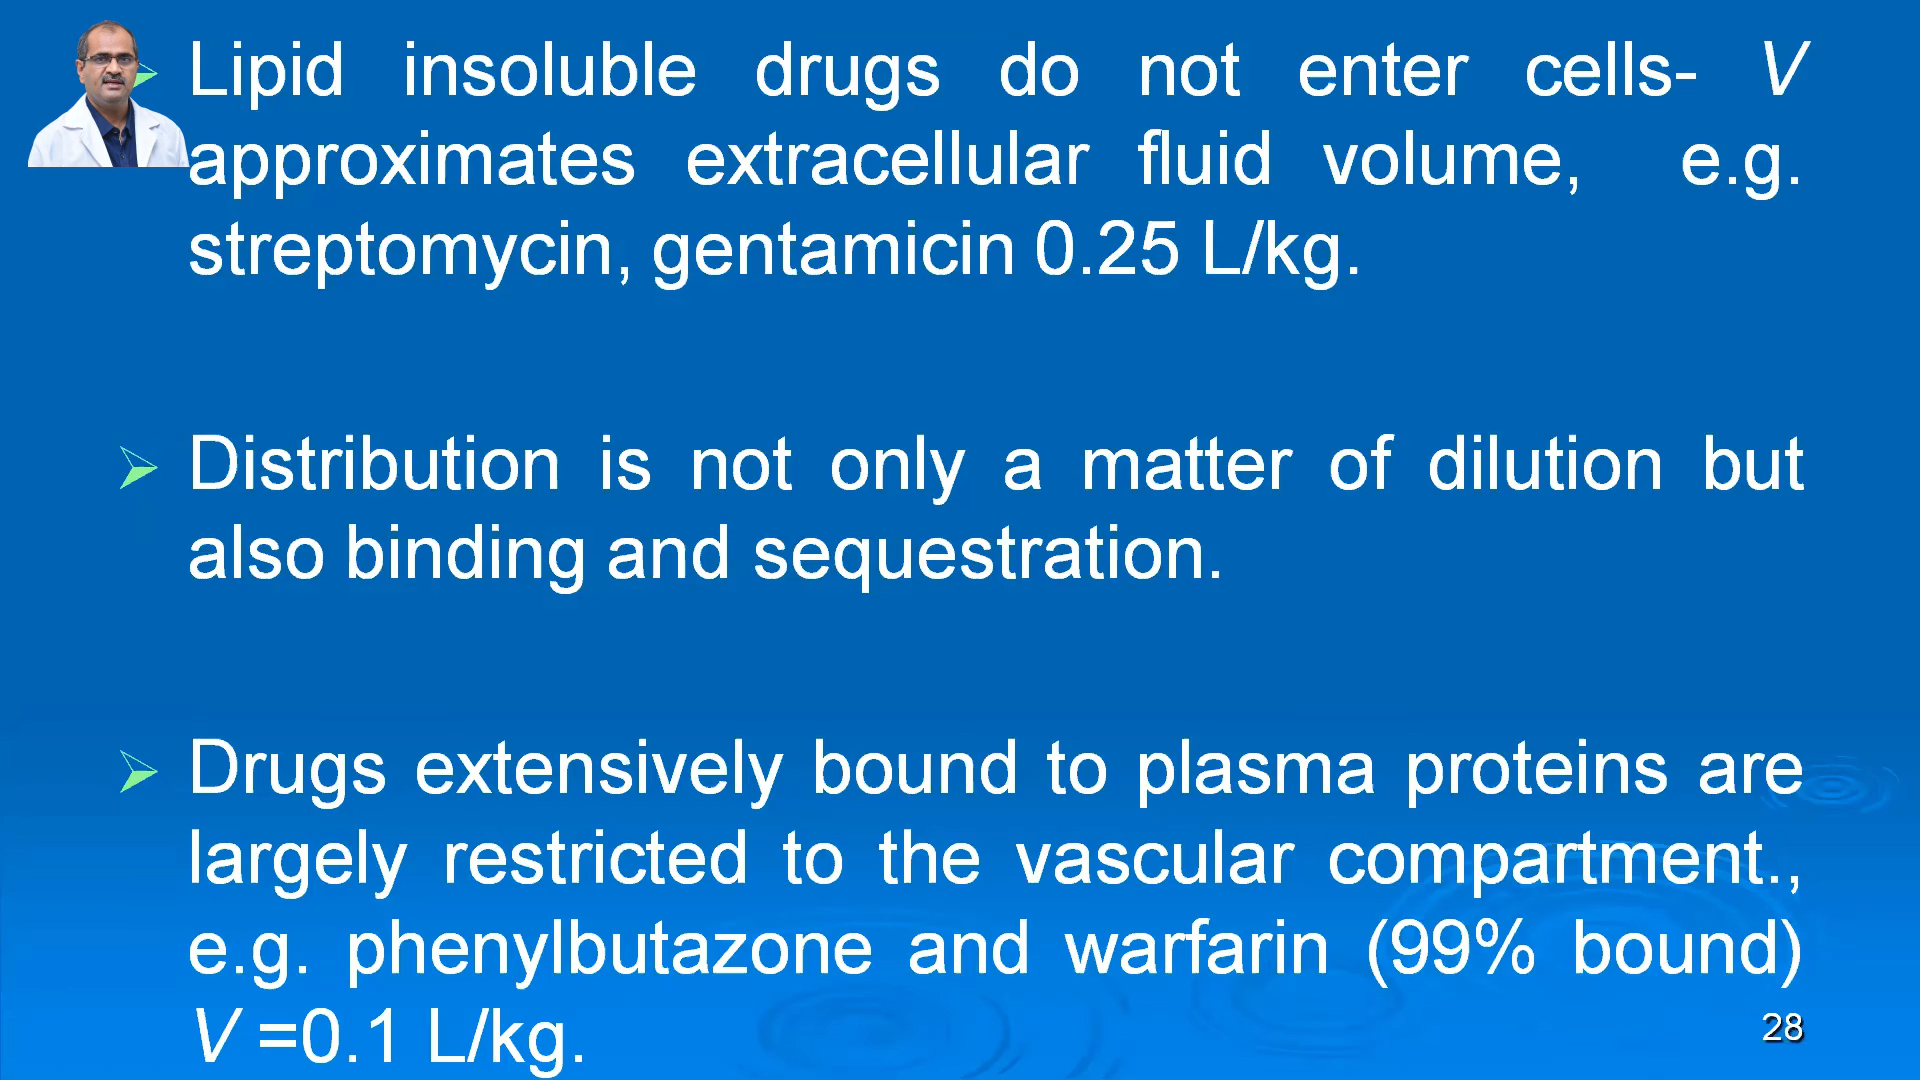 Lipid insoluble drugs do not enter cells- V
approximates extracellular fluid volume, e.g.
streptomycin, gentamicin 0.25 L/kg.
Distribution is not only a matter of dilution but
also binding and sequestration.
Drugs extensively bound to plasma proteins are
largely restricted to the vascular compartment.,
e.g. phenylbutazone and warfarin (99% bound)
V =0.1 L/kg.
28